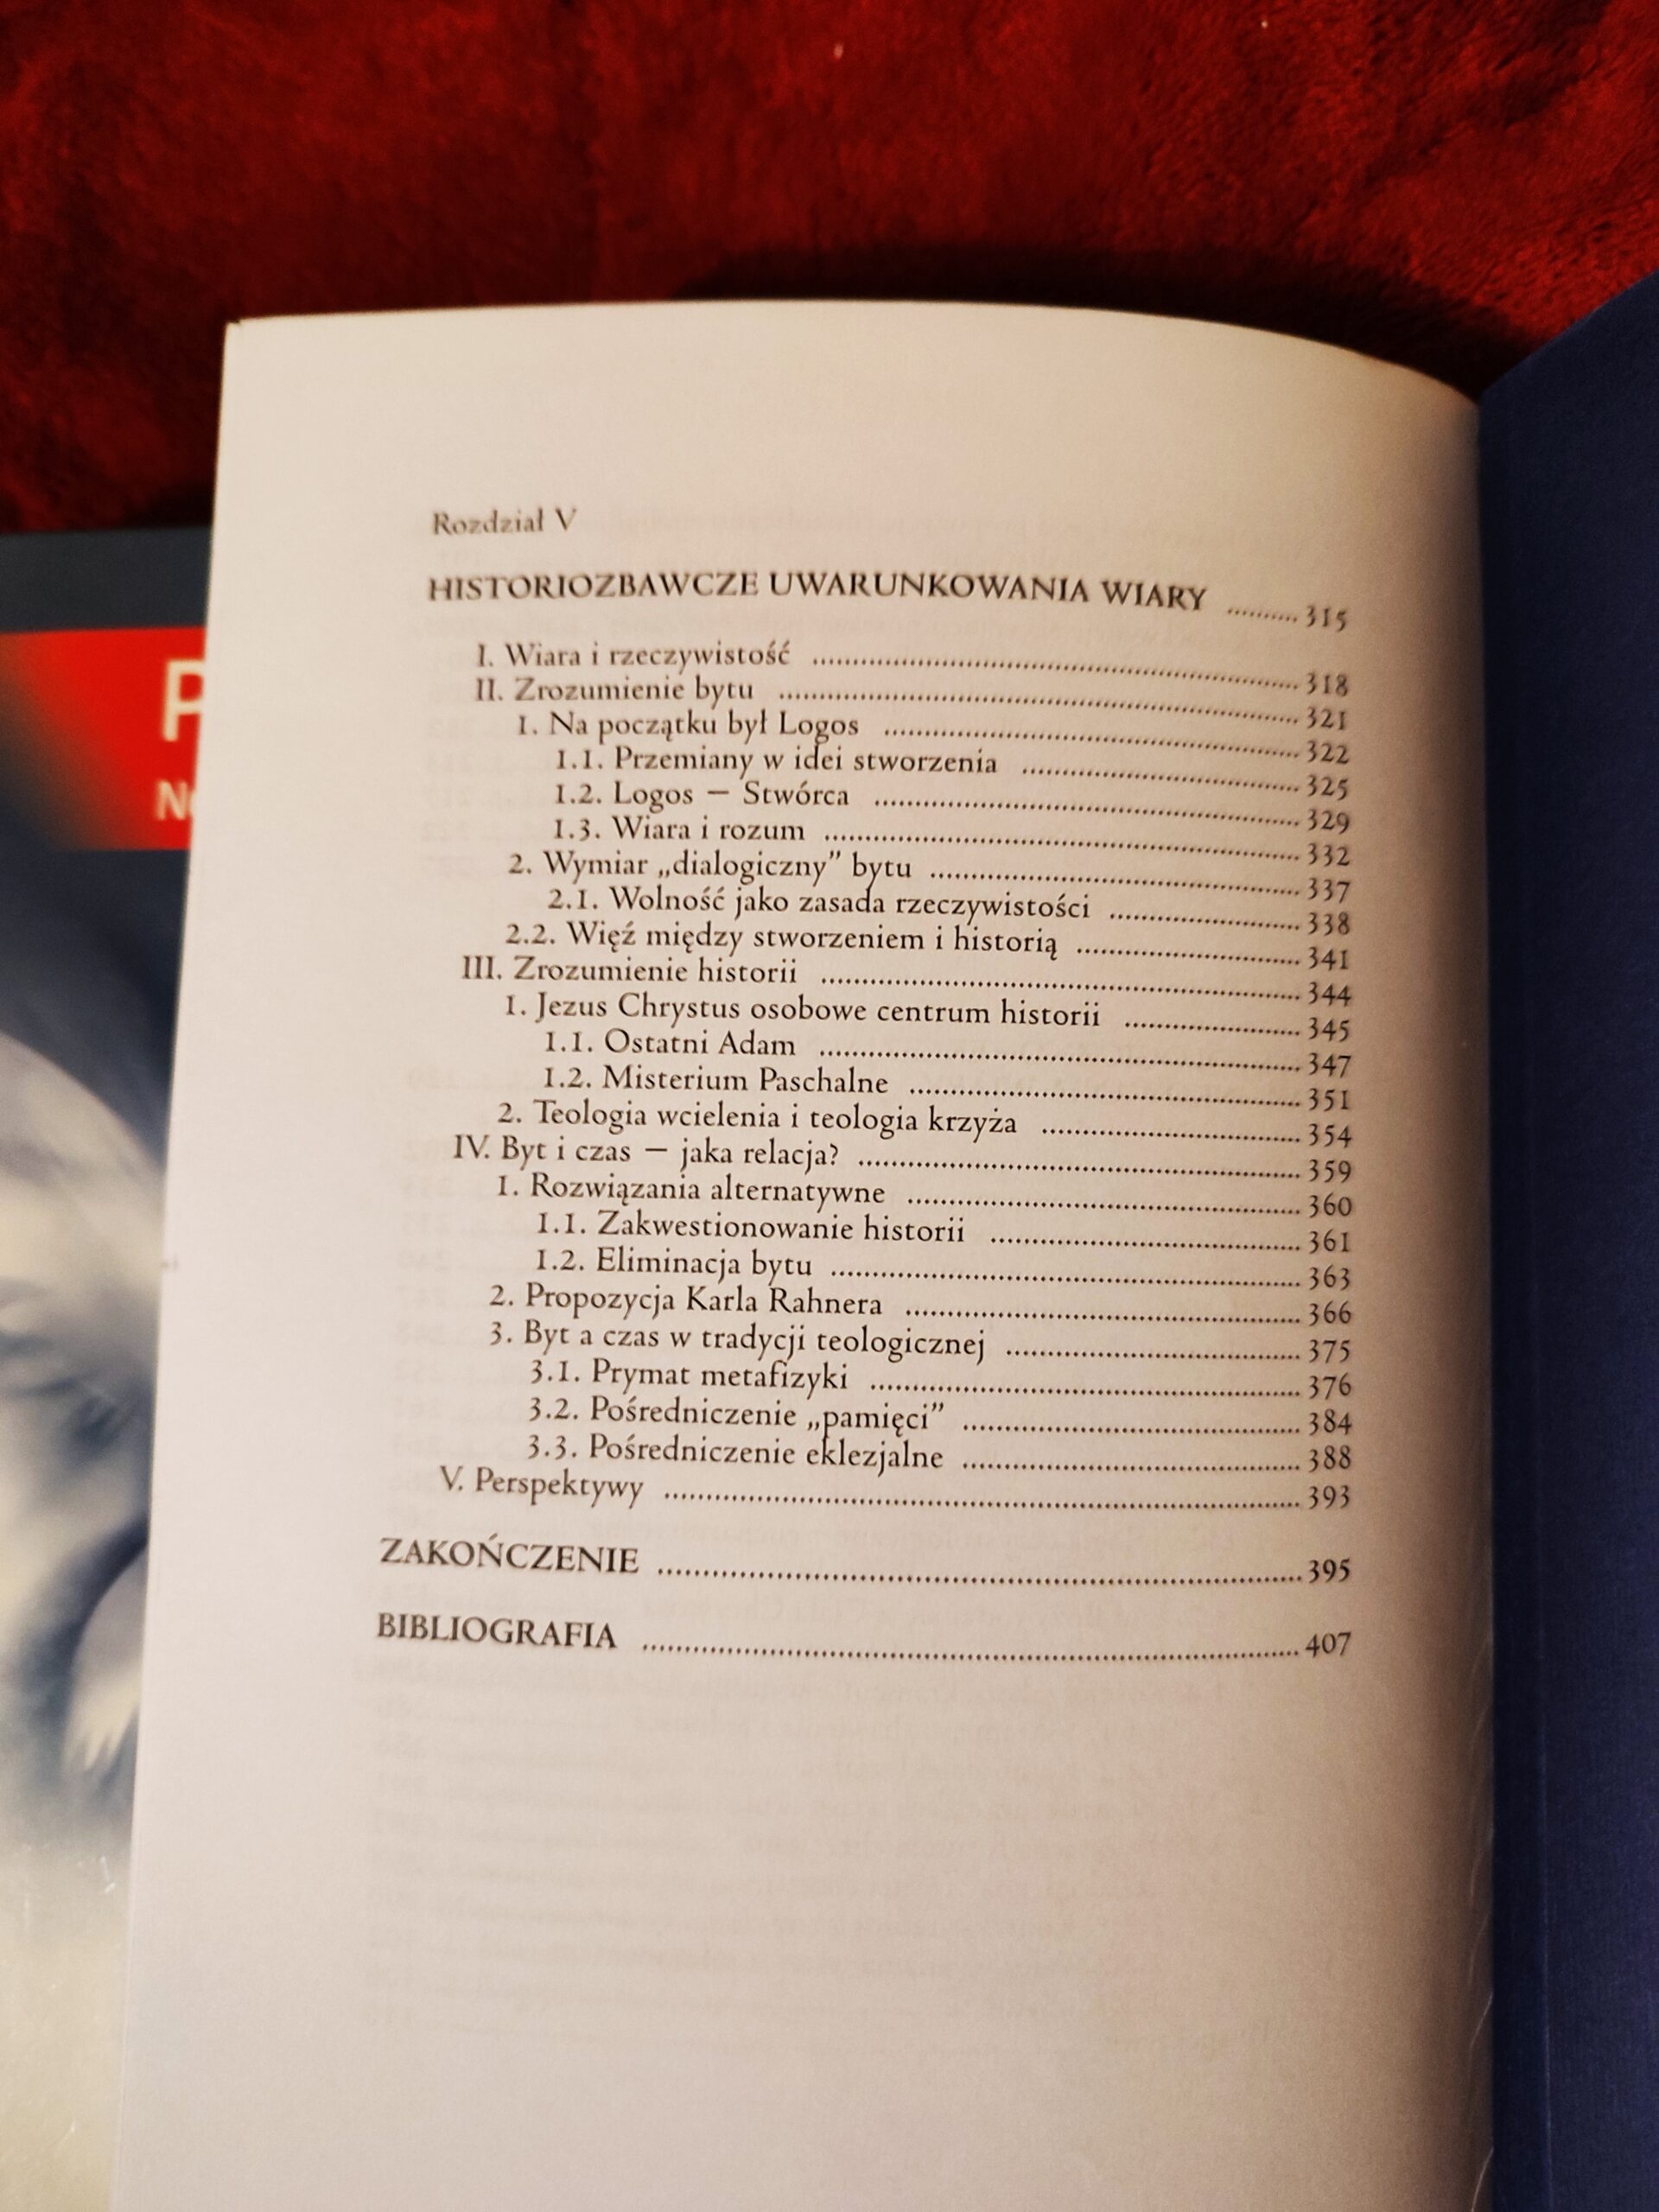 Rozdział V
HISTORIOZBAWCZE UWARUNKOWANIA WIARY ..........315
I. Wiara i rzeczywistość ..........318
II. Zrozumienie bytu ..........321
1. Na początku był Logos ..........322
1.1. Przemiany w idei stworzenia ..........325
1.2. Logos — Stwórca ..........329
1.3. Wiara i rozum ..........332
2. Wymiar „dialogiczny” bytu ..........337
2.1. Wolność jako zasada rzeczywistości ..........338
2.2. Więź między stworzeniem i historią ..........341
III. Zrozumienie historii ..........344
1. Jezus Chrystus osobowe centrum historii ..........345
1.1. Ostatni Adam ..........347
1.2. Misterium Paschalne ..........351
2. Teologia wcielenia i teologia krzyża ..........354
IV. Byt i czas — jaka relacja? ..........359
1. Rozwiązania alternatywne ..........360
1.1. Zakwestionowanie historii ..........361
1.2. Eliminacja bytu ..........363
2. Propozycja Karla Rahnera ..........366
3. Byt a czas w tradycji teologicznej ..........375
3.1. Prymat metafizyki ..........376
3.2. Pośredniczenie „pamięci” ..........384
3.3. Pośredniczenie eklezjalne ..........388
V. Perspektywy ..........393
ZAKOŃCZENIE ..........395
BIBLIOGRAFIA ..........407